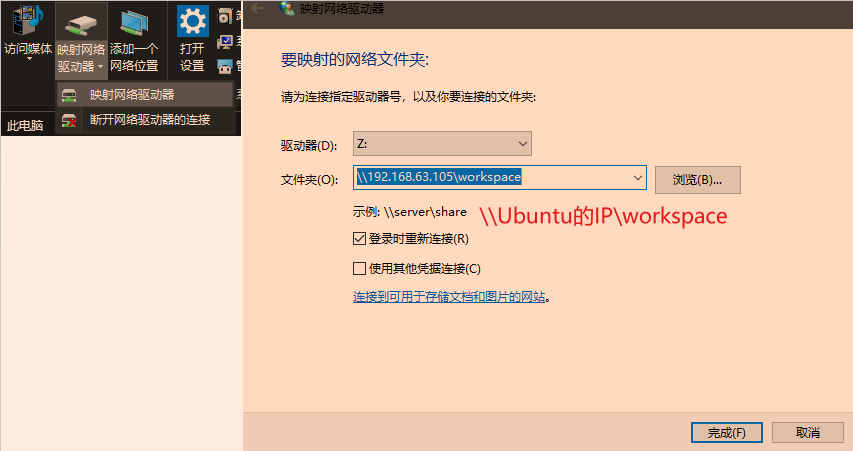 访问媒体
映射网络
驱动器
添加一个
网络位置
打开
设置
映射网络驱动器
断开网络驱动器的连接
此电脑
映射网络驱动器
要映射的网络文件夹:
请为连接指定驱动器号，以及你要连接的文件夹:
驱动器(D): Z:
文件夹(O): \\192.168.63.105\workspace 浏览(B)...
示例: \\server\share
\\Ubuntu的IP\workspace
登录时重新连接(R)
使用其他凭据连接(C)
连接到可用于存储文档和图片的网站。
完成(F) 取消